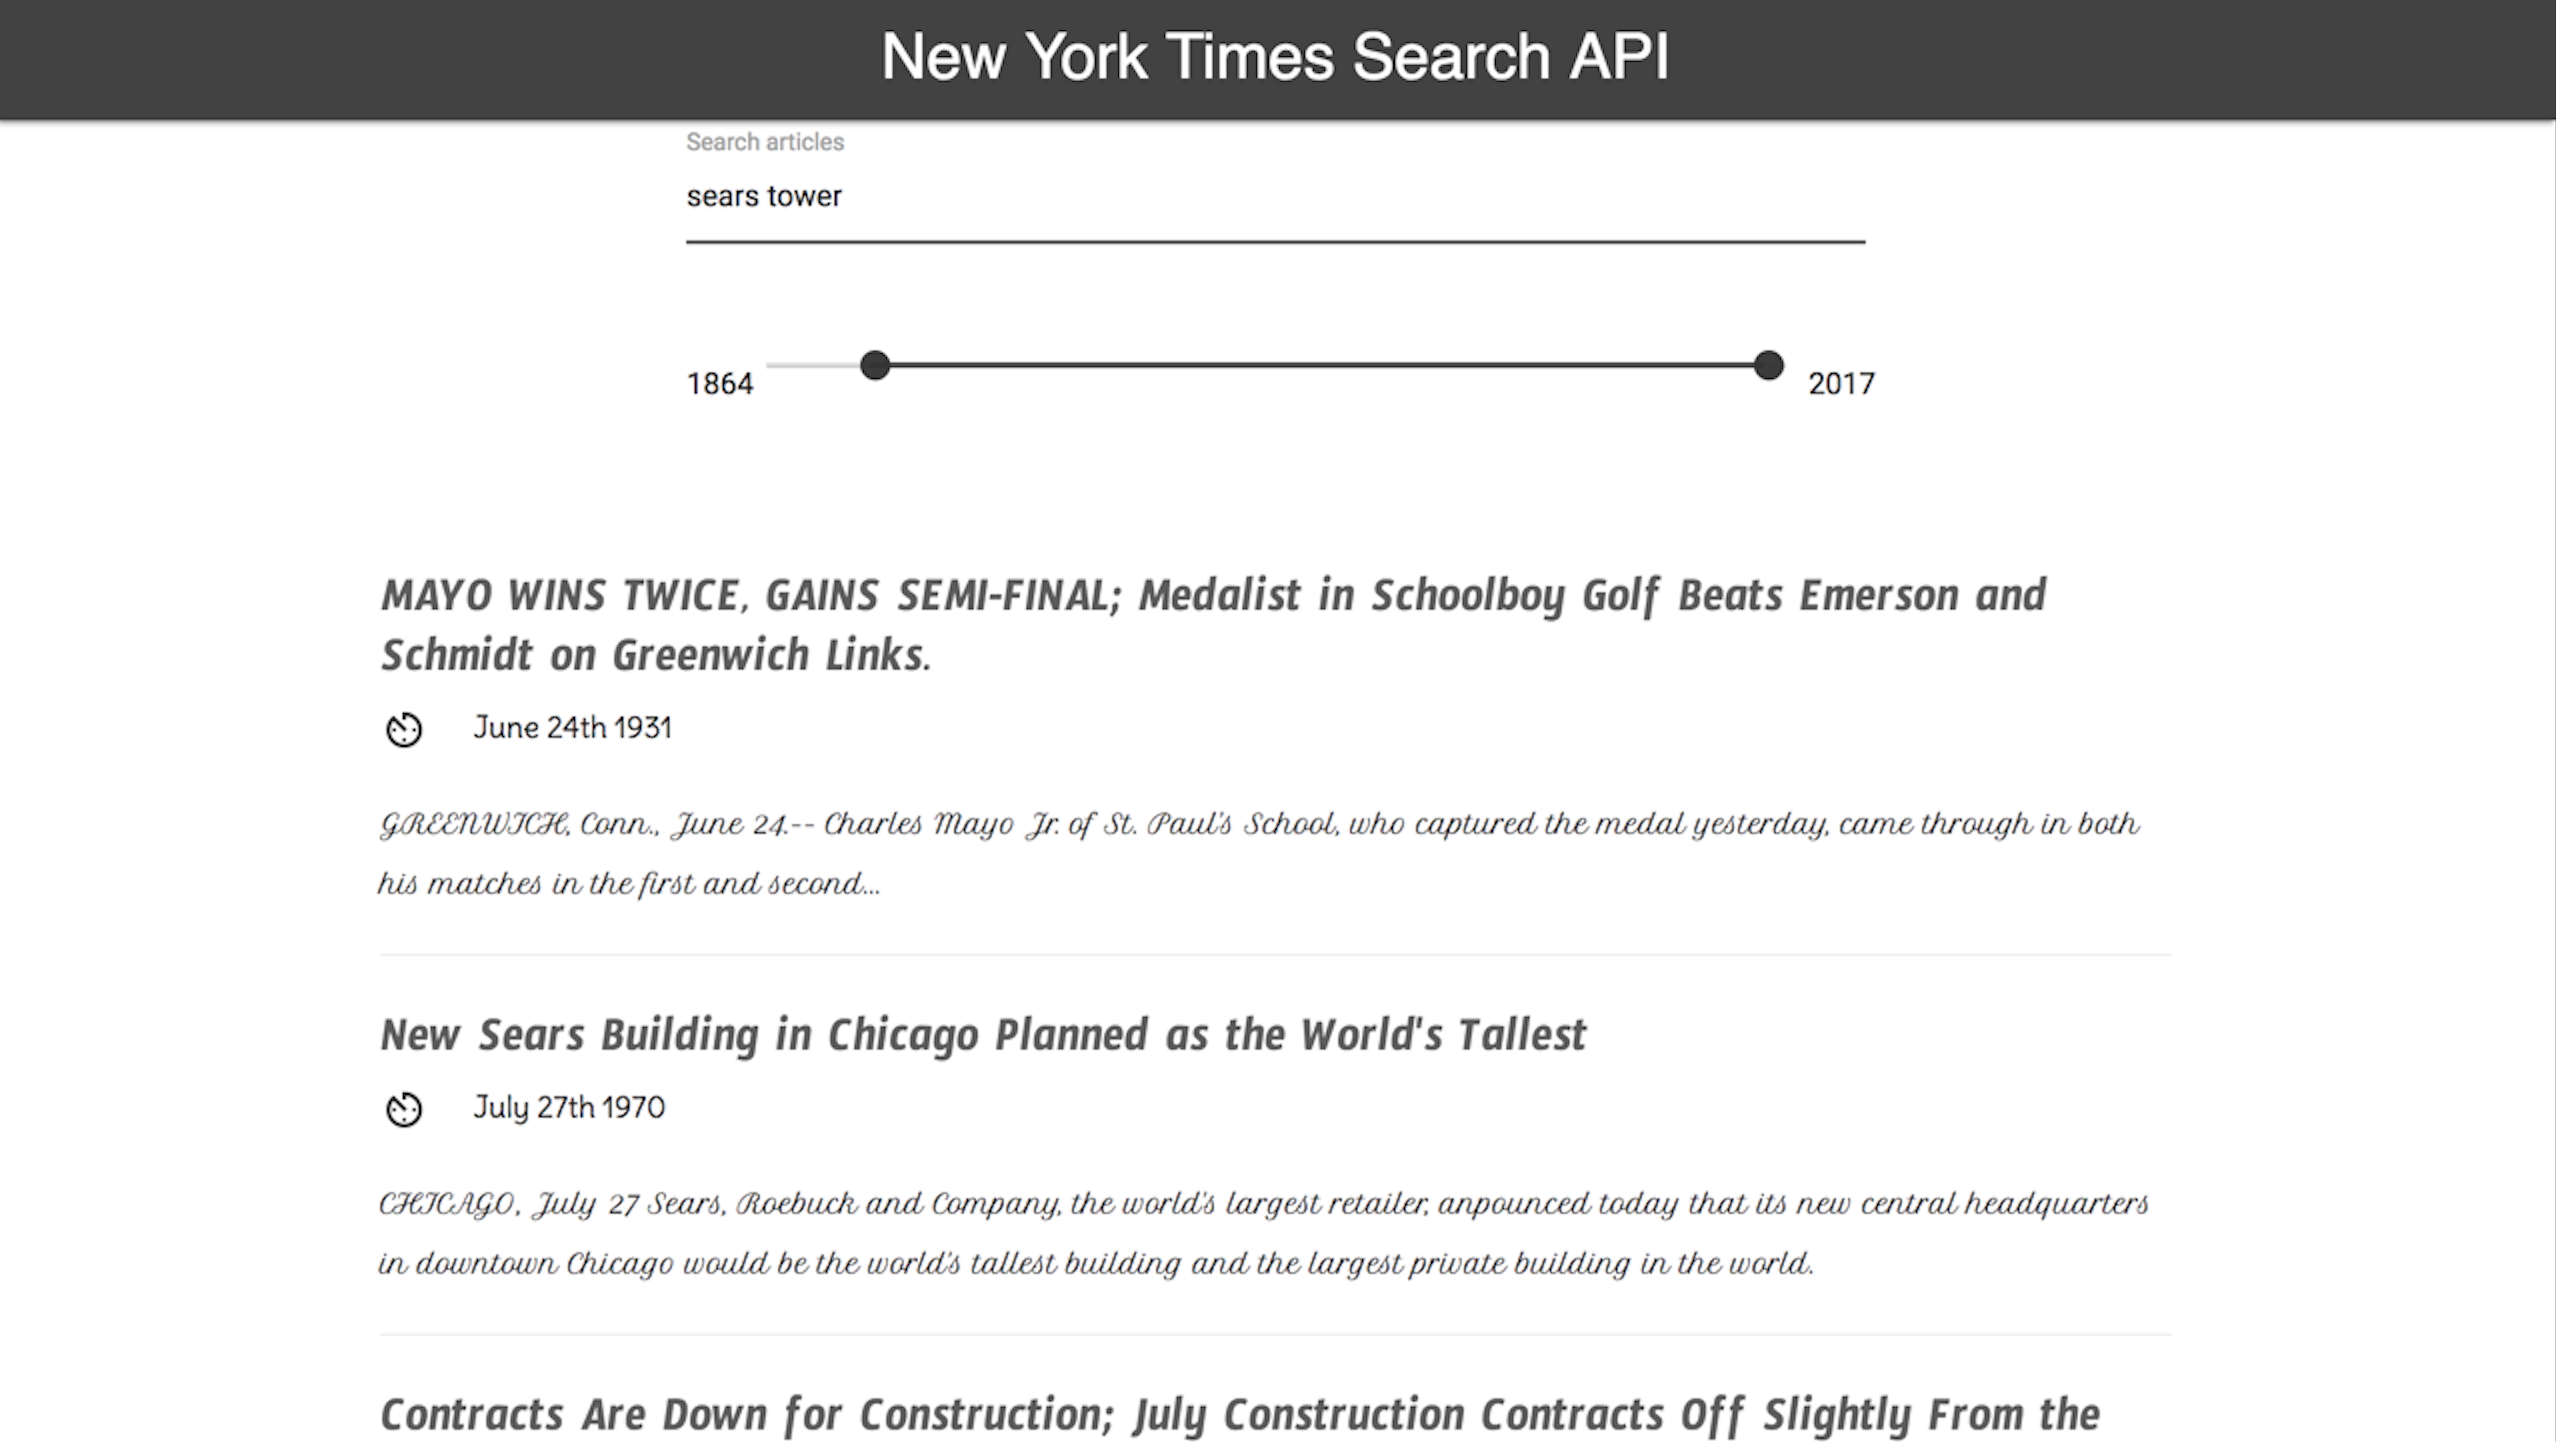 New York Times Search API
Search articles
sears tower
1864
2017
MAYO WINS TWICE, GAINS SEMI-FINAL; Medalist in Schoolboy Golf Beats Emerson and
Schmidt on Greenwich Links.
June 24th 1931
GREENWICH, Conn., June 24.-- Charles Mayo Jr. of St. Paul's School, who captured the medal yesterday, came through in both
his matches in the first and second...
New Sears Building in Chicago Planned as the World's Tallest
July 27th 1970
CHICAGO, July 27 Sears, Roebuck and Company, the world's largest retailer, anpounced today that its new central headquarters
in downtown Chicago would be the world's tallest building and the largest private building in the world.
Contracts Are Down for Construction; July Construction Contracts Off Slightly From the